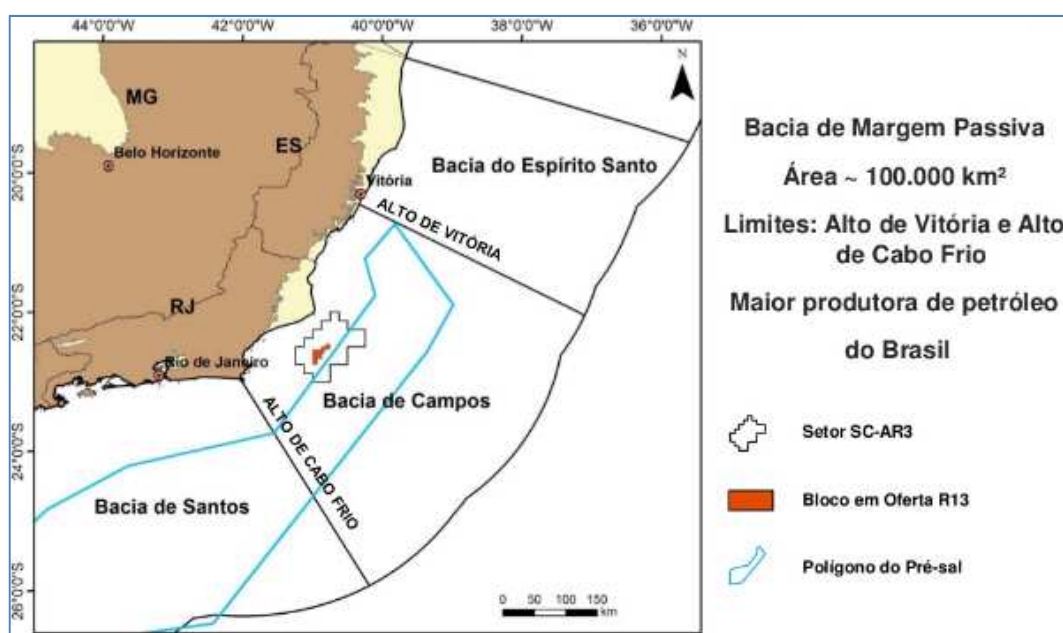 44°0'0"W
42°0'0"W
40°0'0"W
38°0'0"W
36°0'0"W
N
MG
Belo Horizonte
ES
20°0'0"S
Vitória
Bacia do Espírito Santo
ALTO DE VITÓRIA
22°0'0"S
RJ
Rio de Janeiro
Bacia de Campos
ALTO DE CABO FRIO
24°0'0"S
Bacia de Santos
26°0'0"S
0 50 100 150
km
Bacia de Margem Passiva
Área ~ 100.000 km²
Limites: Alto de Vitória e Alto
de Cabo Frio
Maior produtora de petróleo
do Brasil
Setor SC-AR3
Bloco em Oferta R13
Polígono do Pré-sal